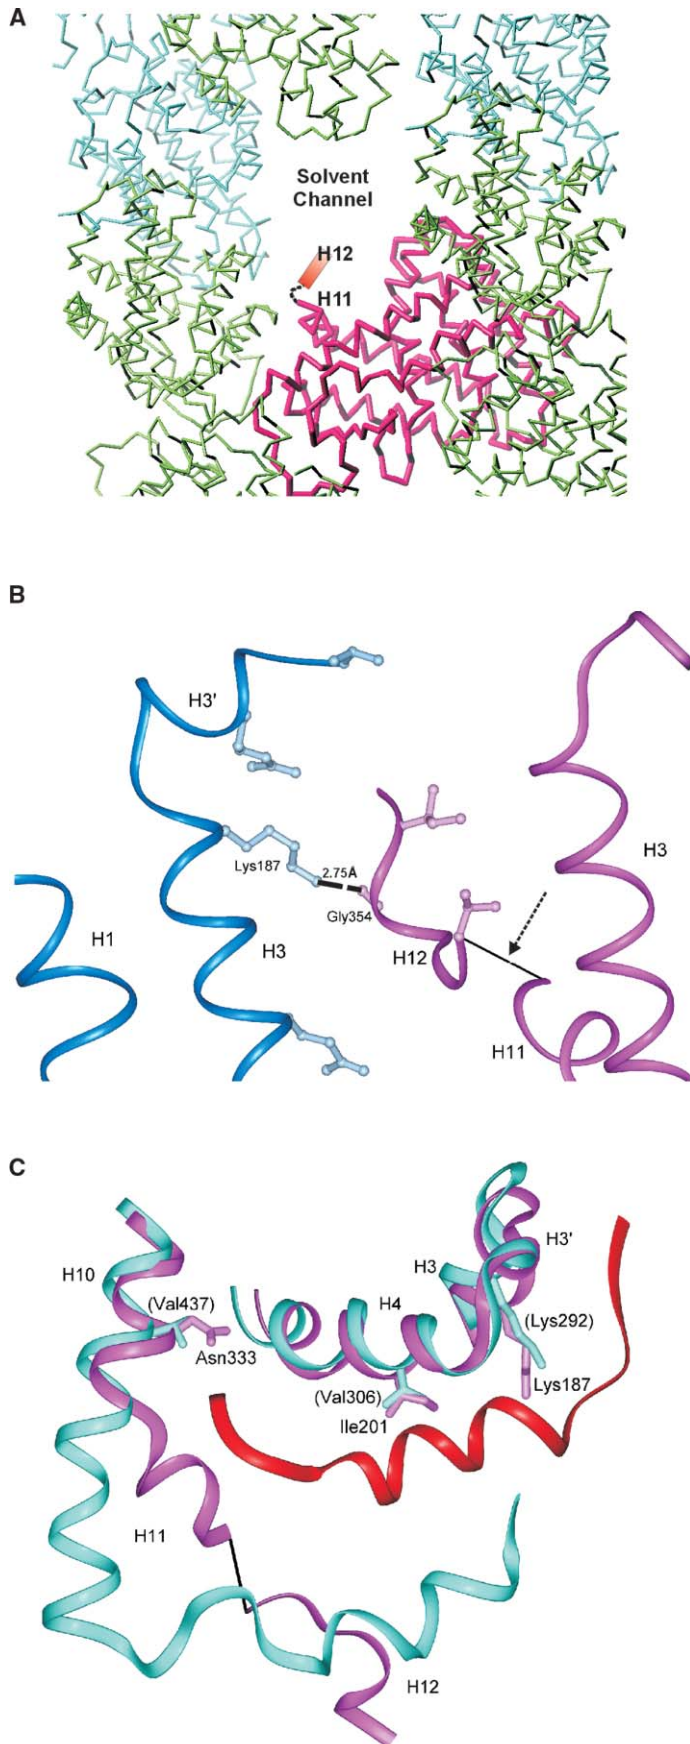 A
Solvent
Channel
H12
H11
B
H3'
Lys187
2.75Å
Gly354
H3
H1
H3
H12
H11
C
H3'
H10
H3
(Val437)
H4
(Lys292)
Asn333
(Val306)
Lys187
Ile201
H11
H12